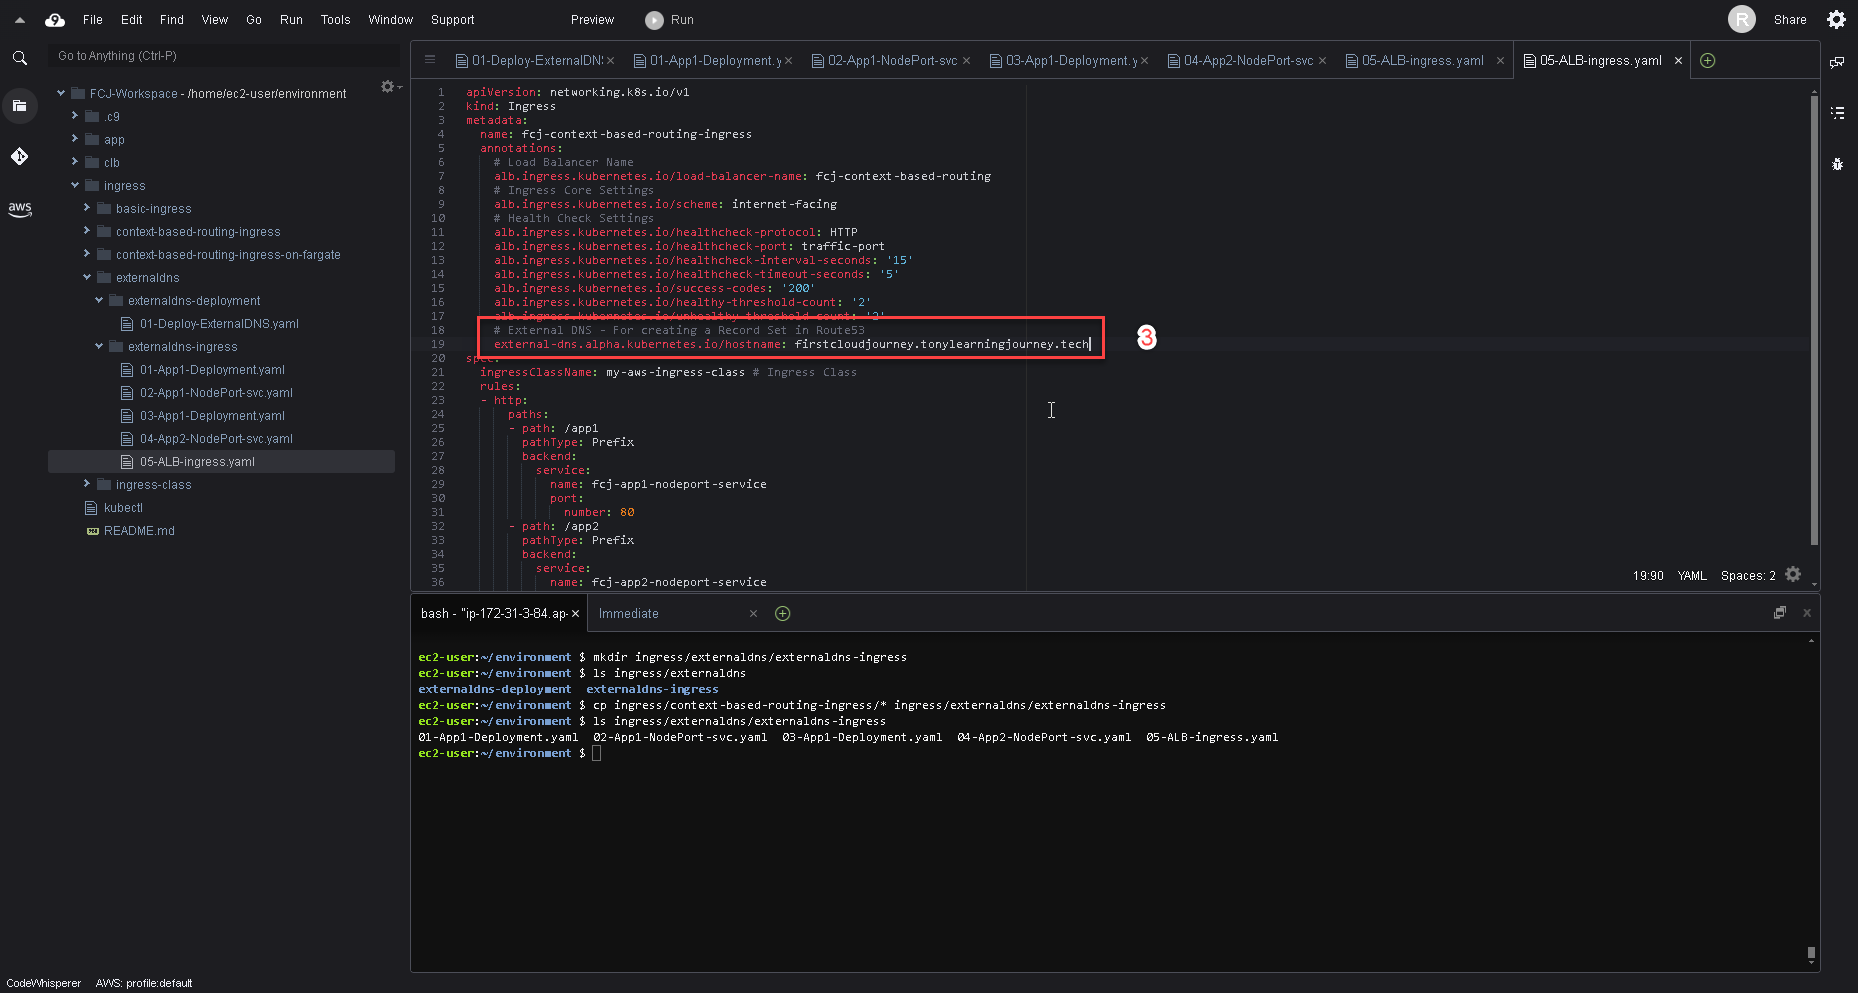 File Edit Find View Go Run Tools Window Support Preview Run R Share
Go to Anything (Ctrl-P)
01-Deploy-ExternalDN
01-App1-Deployment.y
02-App1-NodePort-svc
03-App1-Deployment.y
04-App2-NodePort-svc
05-ALB-ingress.yaml
05-ALB-ingress.yaml
aws
FCJ-Workspace - /home/ec2-user/environment
.c9
app
clb
ingress
basic-ingress
context-based-routing-ingress
context-based-routing-ingress-on-fargate
externaldns
externaldns-deployment
01-Deploy-ExternalDNS.yaml
externaldns-ingress
01-App1-Deployment.yaml
02-App1-NodePort-svc.yaml
03-App1-Deployment.yaml
04-App2-NodePort-svc.yaml
05-ALB-ingress.yaml
ingress-class
kubectl
README.md
1 apiVersion: networking.k8s.io/v1
2 kind: Ingress
3 metadata:
4 name: fcj-context-based-routing-ingress
5 annotations:
6 # Load Balancer Name
7 alb.ingress.kubernetes.io/load-balancer-name: fcj-context-based-routing
8 # Ingress Core Settings
9 alb.ingress.kubernetes.io/scheme: internet-facing
10 # Health Check Settings
11 alb.ingress.kubernetes.io/healthcheck-protocol: HTTP
12 alb.ingress.kubernetes.io/healthcheck-port: traffic-port
13 alb.ingress.kubernetes.io/healthcheck-interval-seconds: '15'
14 alb.ingress.kubernetes.io/healthcheck-timeout-seconds: '5'
15 alb.ingress.kubernetes.io/success-codes: '200'
16 alb.ingress.kubernetes.io/healthy-threshold-count: '2'
17 alb.ingress.kubernetes.io/unhealthy-threshold-count: '2'
18 # External DNS - For creating a Record Set in Route53
19 external-dns.alpha.kubernetes.io/hostname: firstcloudjourney.tonylearningjourney.tech
3
20 spec:
21 ingressClassName: my-aws-ingress-class # Ingress Class
22 rules:
23 - http:
24 paths:
25 - path: /app1
26 pathType: Prefix
27 backend:
28 service:
29 name: fcj-app1-nodeport-service
30 port:
31 number: 80
32 - path: /app2
33 pathType: Prefix
34 backend:
35 service:
36 name: fcj-app2-nodeport-service
19:90 YAML Spaces: 2
bash - "ip-172-31-3-84.ap- Immediate
ec2-user:~/environment $ mkdir ingress/externaldns/externaldns-ingress
ec2-user:~/environment $ ls ingress/externaldns
externaldns-deployment externaldns-ingress
ec2-user:~/environment $ cp ingress/context-based-routing-ingress/* ingress/externaldns/externaldns-ingress
ec2-user:~/environment $ ls ingress/externaldns/externaldns-ingress
01-App1-Deployment.yaml 02-App1-NodePort-svc.yaml 03-App1-Deployment.yaml 04-App2-NodePort-svc.yaml 05-ALB-ingress.yaml
ec2-user:~/environment $
CodeWhisperer AWS: profile:default